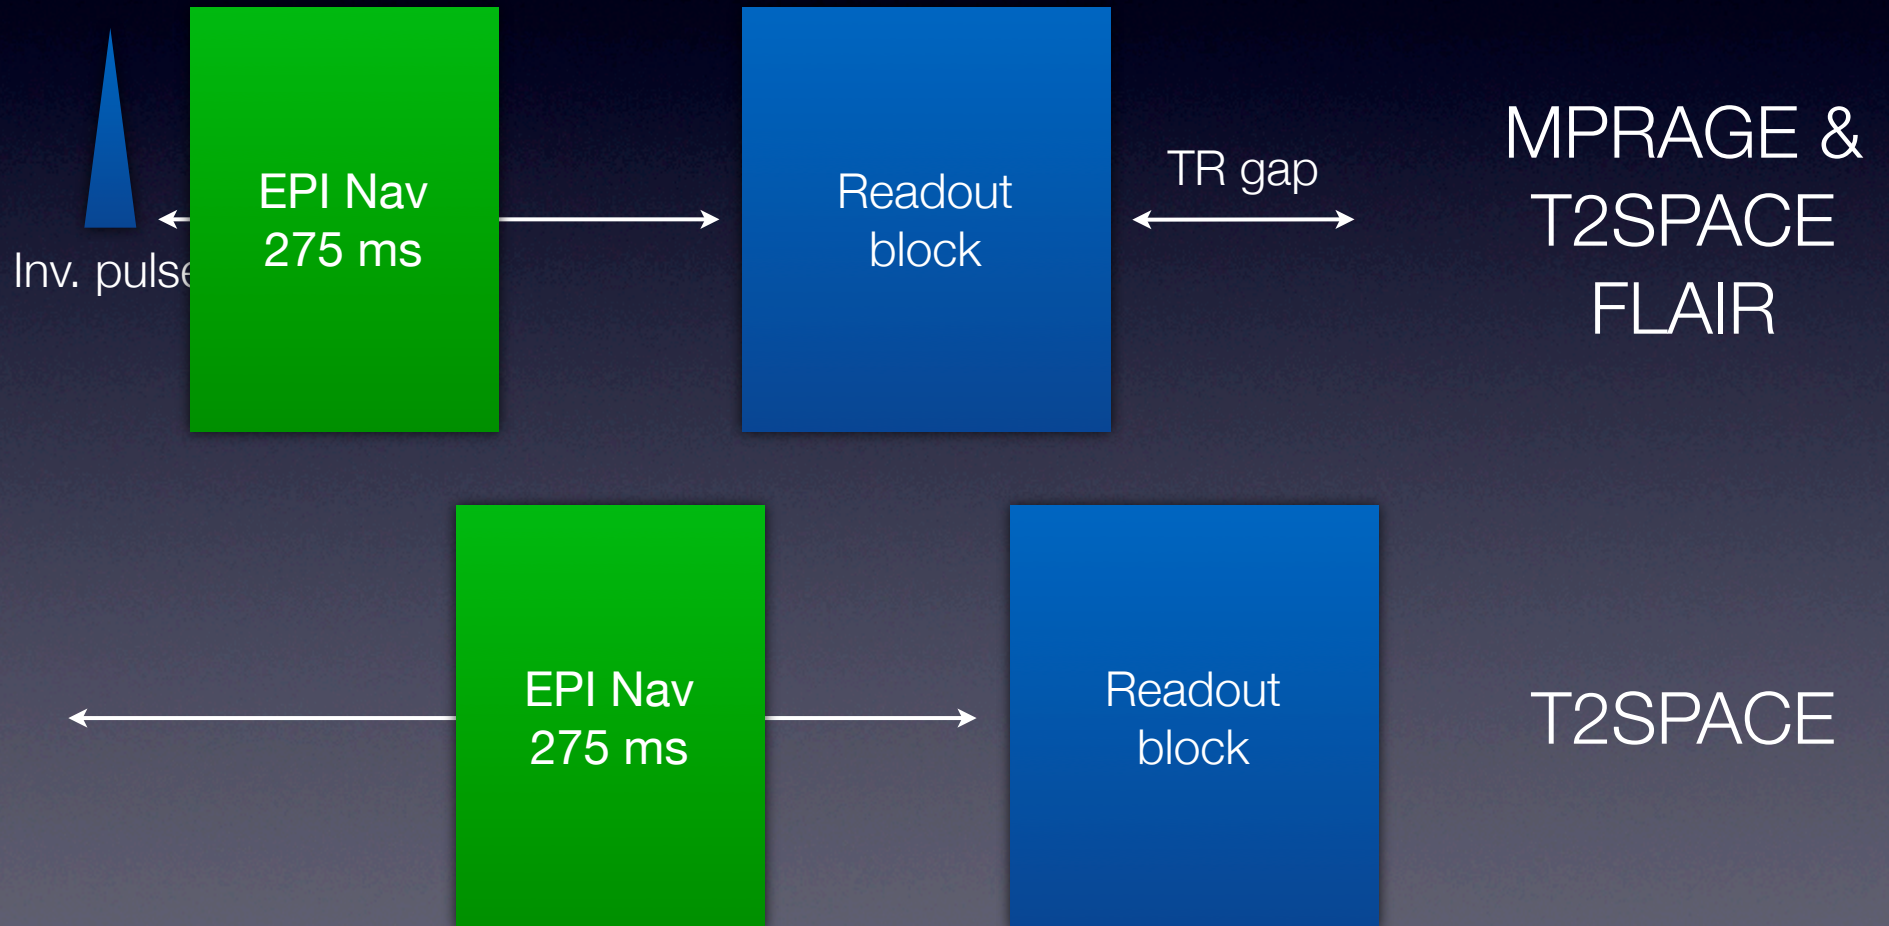 EPI Nav
275 ms
Inv. pulse
Readout
block
TR gap
MPRAGE &
T2SPACE
FLAIR
EPI Nav
275 ms
Readout
block
T2SPACE